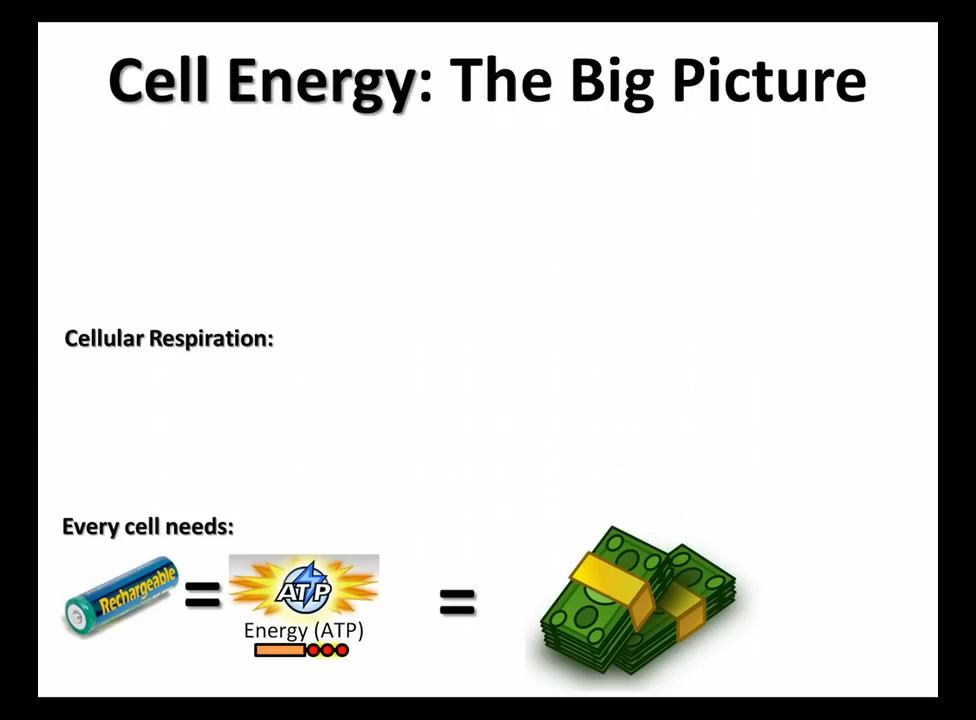 Cell Energy: The Big Picture
Cellular Respiration:
Every cell needs:
Rechargeable
=
ATP
Energy (ATP)
=